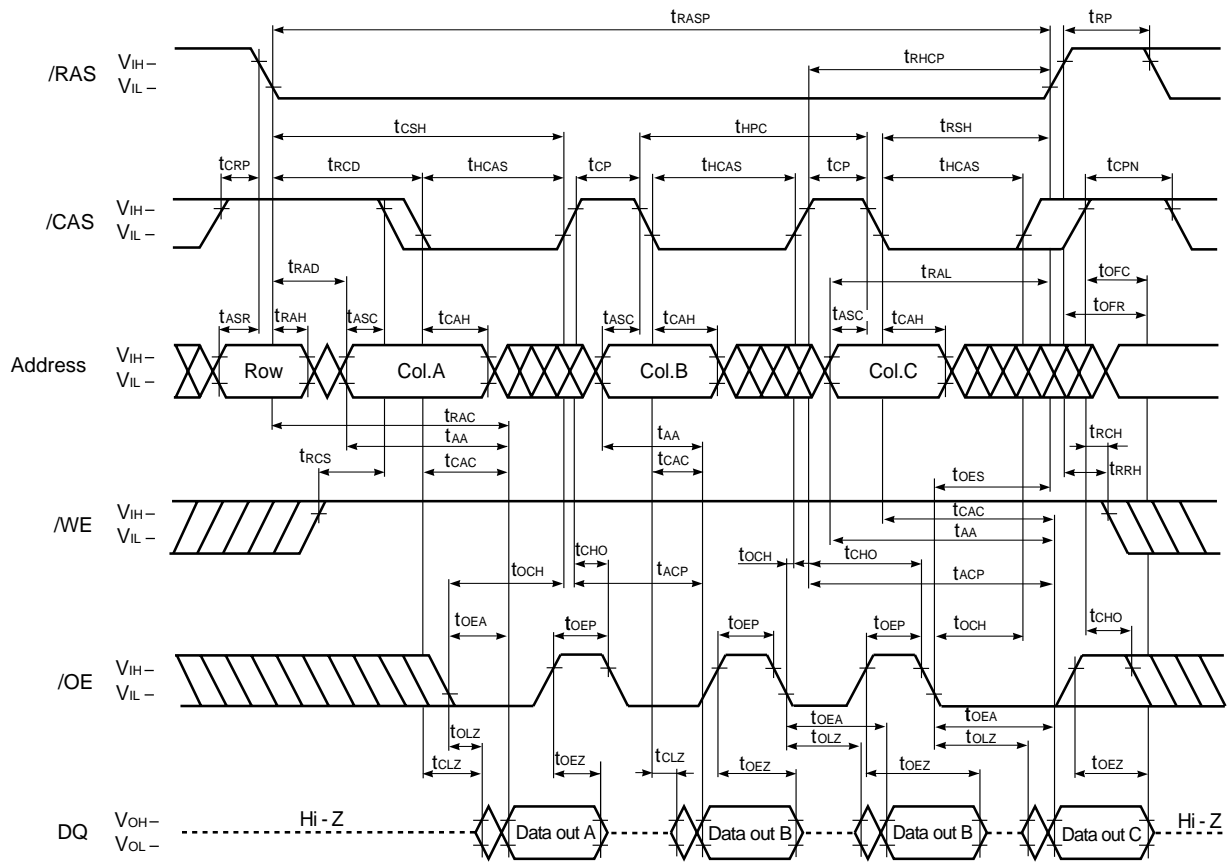 tRASP tRP
/RAS VIH – VIL – tRHCP
tCSH tHPC tRSH
tCRP tRCD tHCAS tCP tHCAS tCP tHCAS tCPN
/CAS VIH – VIL –
tRAD tRAL tOFC
tOFR
tASR tRAH tASC tCAH tASC tCAH tASC tCAH
Address VIH – VIL – Row Col.A Col.B Col.C
tRAC
tAA tAA tRCH
tRCS tCAC tCAC tOES tRRH
/WE VIH – VIL – tCAC
tAA
tOCH tCHO tACP tOCH tCHO tACP
tOEA tOEP tOEP tOEP tOCH tCHO
/OE VIH – VIL –
tOEA tOEA
tOLZ tOLZ tOLZ
tCLZ tOEZ tCLZ tOEZ tOEZ tOEZ
DQ VOH – VOL – Hi - Z Data out A Data out B Data out B Data out C Hi - Z